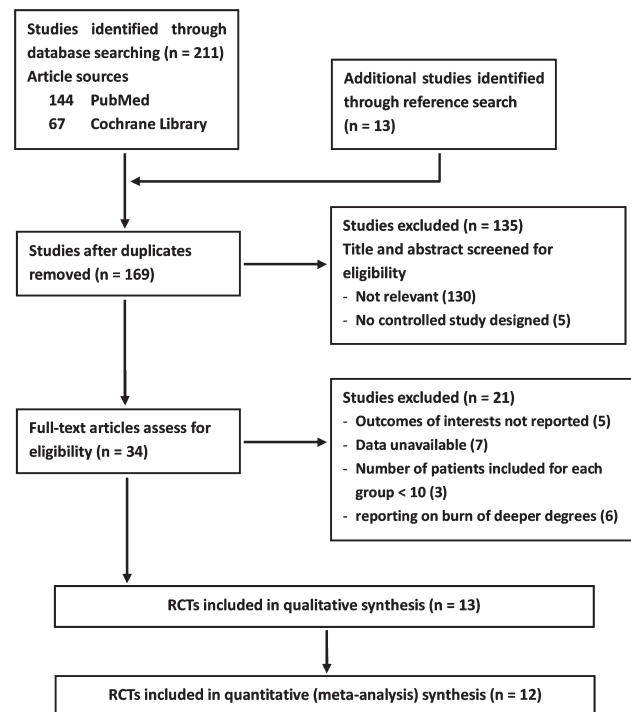 Studies identified through
database searching (n = 211)
Article sources
144 PubMed
67 Cochrane Library
Additional studies identified
through reference search
(n = 13)
Studies after duplicates
removed (n = 169)
Studies excluded (n = 135)
Title and abstract screened for
eligibility
- Not relevant (130)
- No controlled study designed (5)
Full-text articles assess for
eligibility (n = 34)
Studies excluded (n = 21)
- Outcomes of interests not reported (5)
- Data unavailable (7)
- Number of patients included for each
group < 10 (3)
- reporting on burn of deeper degrees (6)
RCTs included in qualitative synthesis (n = 13)
RCTs included in quantitative (meta-analysis) synthesis (n = 12)